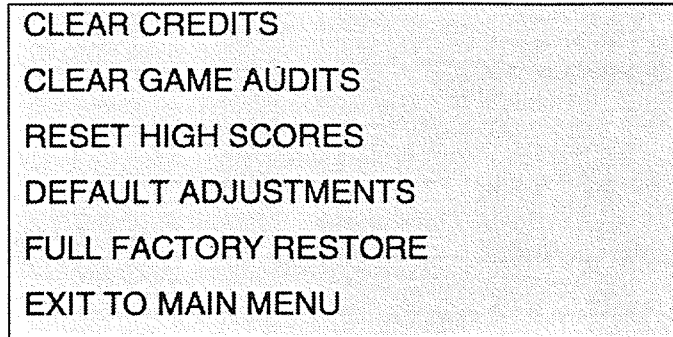 CLEAR CREDITS
CLEAR GAME AUDITS
RESET HIGH SCORES
DEFAULT ADJUSTMENTS
FULL FACTORY RESTORE
EXIT TO MAIN MENU